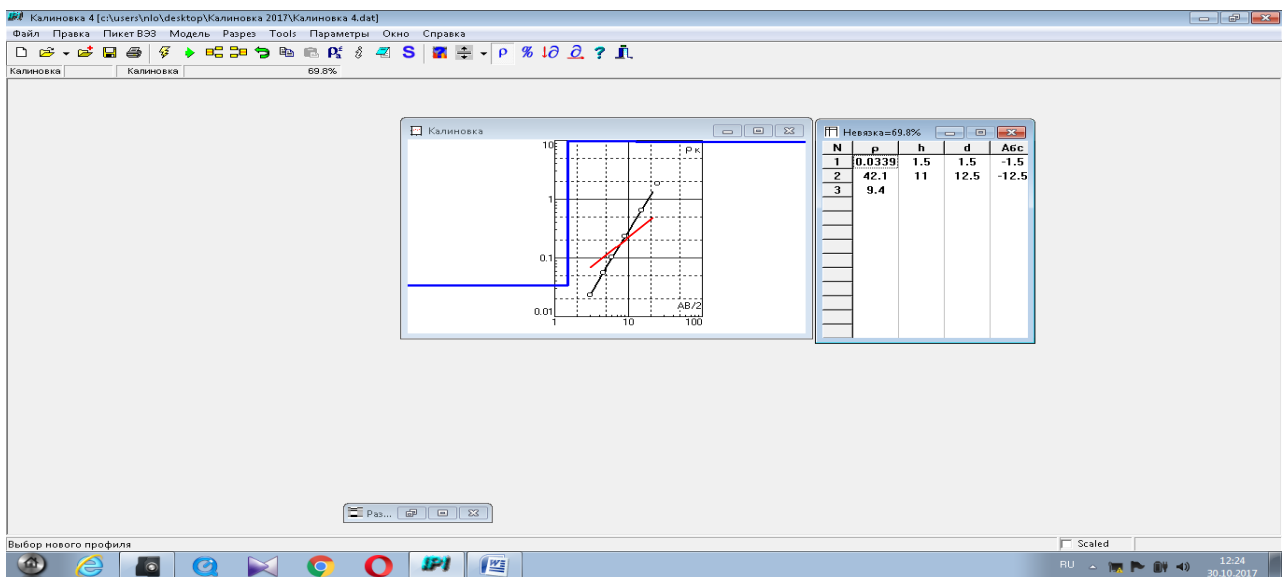 IPI Калиновка 4 [c:\users\nlo\desktop\Калиновка 2017\Калиновка 4.dat]
Файл Правка Пикет ВЭЗ Модель Разрез Tools Параметры Окно Справка
S ρ % ↓∂ ∂ ?
Калиновка Калиновка 69.8%
Калиновка
10
1
0.1
0.01
ρк
AB/2
1 10 100
Невязка=69.8%
N ρ h d Абс
1 0.0339 1.5 1.5 -1.5
2 42.1 11 12.5 -12.5
3 9.4
Раз...
Выбор нового профиля
Scaled
IPI
RU
12:24
30.10.2017